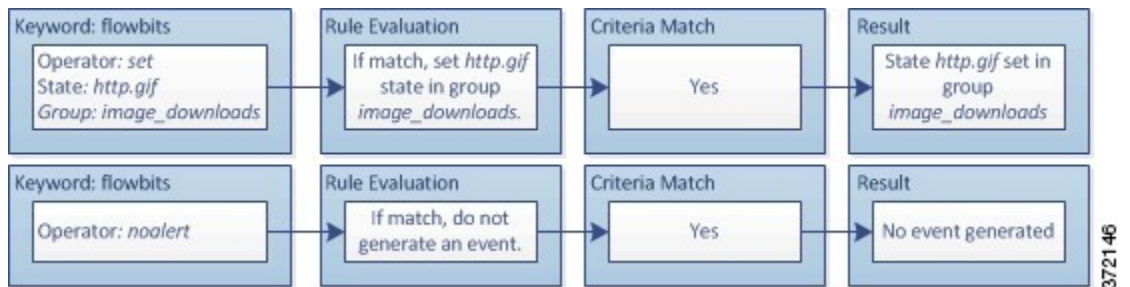 Keyword: flowbits
Operator: set
State: http.gif
Group: image_downloads
Rule Evaluation
If match, set http.gif
state in group
image_downloads.
Criteria Match
Yes
Result
State http.gif set in
group
image_downloads
Keyword: flowbits
Operator: noalert
Rule Evaluation
If match, do not
generate an event.
Criteria Match
Yes
Result
No event generated
372146